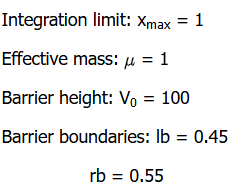 Integration limit: xmax = 1
Effective mass: μ = 1
Barrier height: V0 = 100
Barrier boundaries: lb = 0.45
rb = 0.55